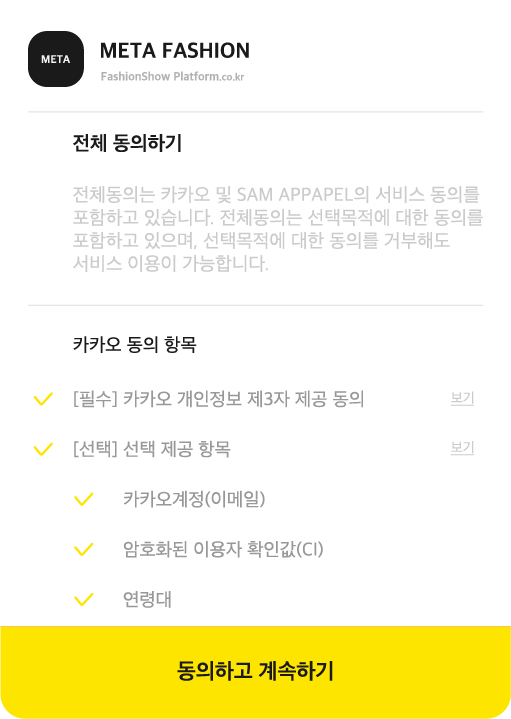 META
META FASHION
FashionShow Platform.co.kr
전체 동의하기
전체동의는 카카오 및 SAM APPAPEL의 서비스 동의를
포함하고 있습니다. 전체동의는 선택목적에 대한 동의를
포함하고 있으며, 선택목적에 대한 동의를 거부해도
서비스 이용이 가능합니다.
카카오 동의 항목
[필수] 카카오 개인정보 제3자 제공 동의 보기
[선택] 선택 제공 항목 보기
카카오계정(이메일)
암호화된 이용자 확인값(CI)
연령대
동의하고 계속하기